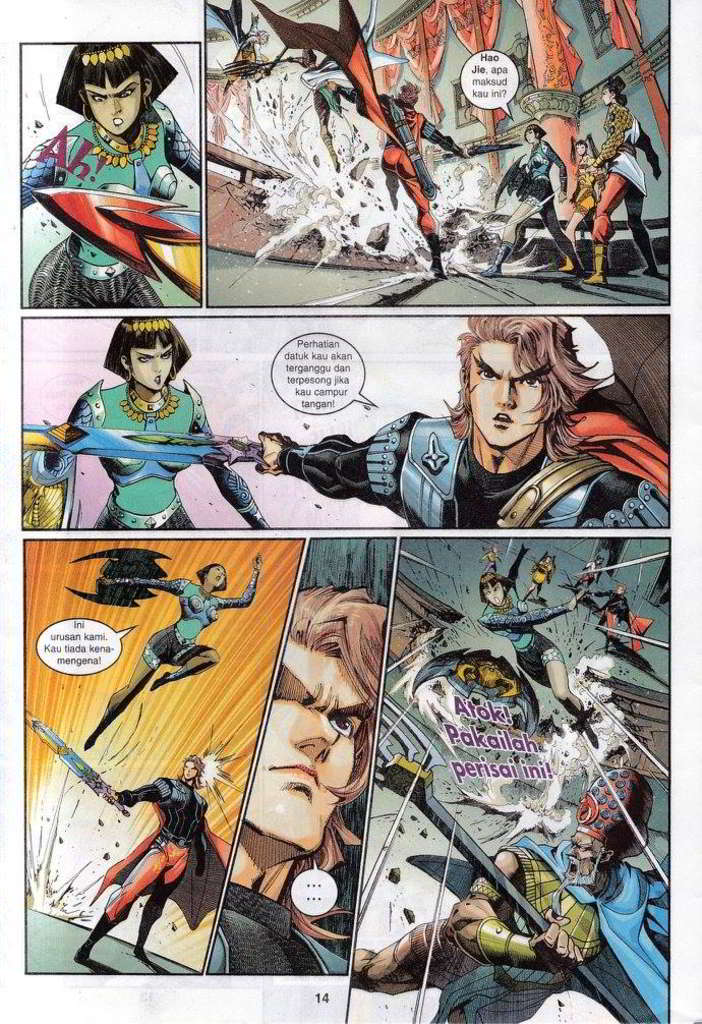 Ah!
Hao
Jie, apa
maksud
kau ini?
Perhatian
datuk kau akan
terganggu dan
terpesong jika
kau campur
tangan!
Ini
urusan kami.
Kau tiada kena-
mengena!
...
...
Atok!
Pakailah
perisai ini!
14